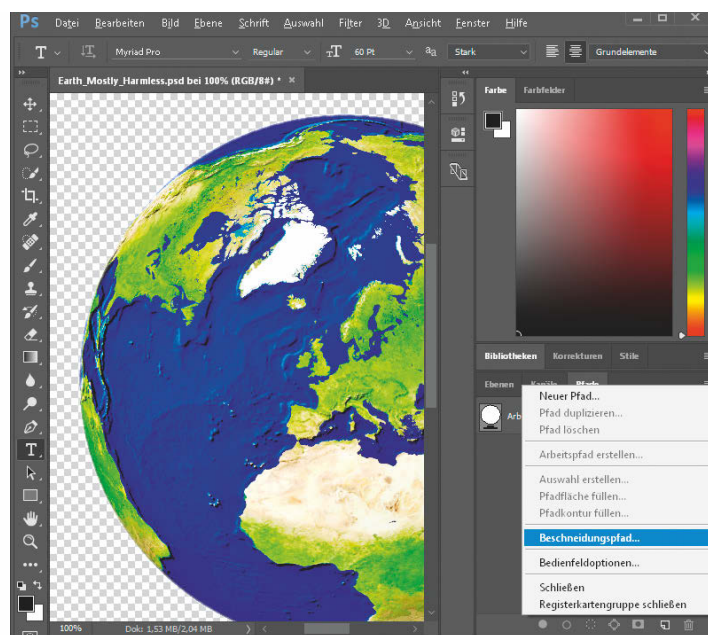 Ps Datei Bearbeiten Bild Ebene Schrift Auswahl Filter 3D Ansicht Fenster Hilfe
T Myriad Pro Regular 60 Pt Stark Grundelemente
Earth_Mostly_Harmless.psd bei 100% (RGB/8#) *
Farbe Farbfelder
Bibliotheken Korrekturen Stile
Ebenen Kanäle Pfade
Arb
Neuer Pfad...
Pfad duplizieren...
Pfad löschen
Arbeitspfad erstellen...
Auswahl erstellen...
Pfadfläche füllen...
Pfadkontur füllen...
Beschneidungspfad...
Bedienfeldoptionen...
Schließen
Registerkartengruppe schließen
100% Dok: 1,53 MB/2,04 MB